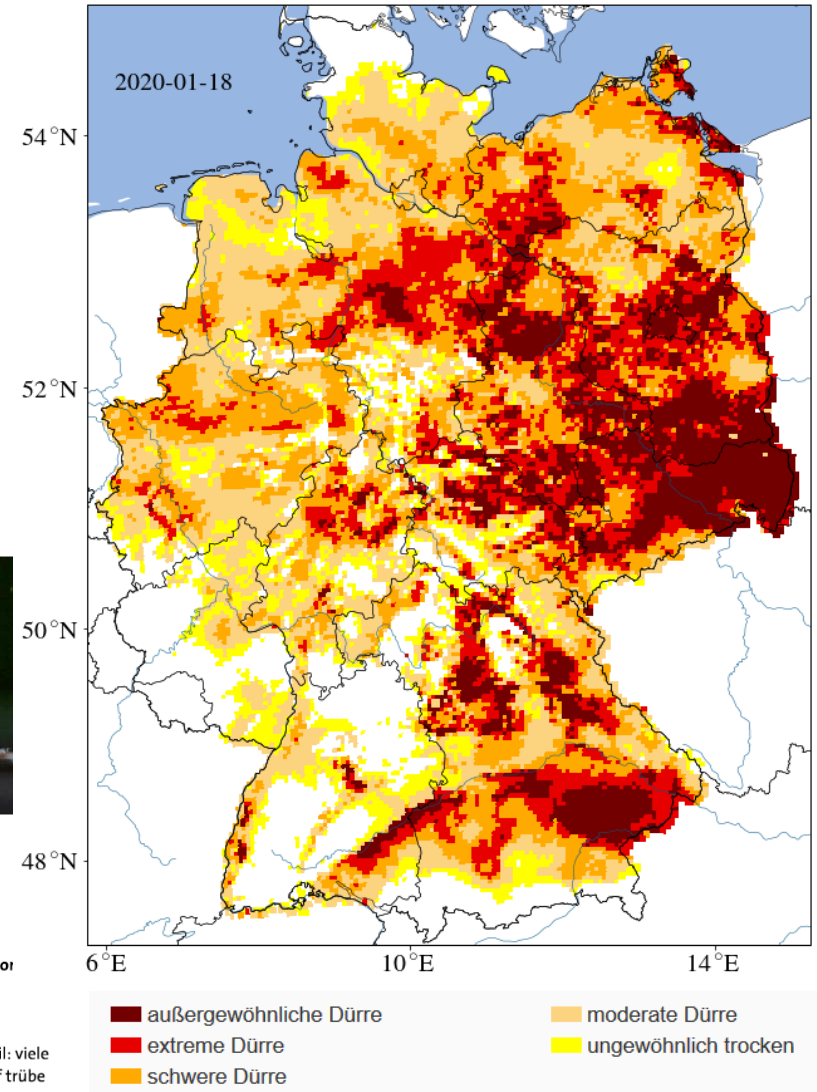 2020-01-18
54°N
52°N
50°N
48°N
6°E
10°E
14°E
außergewöhnliche Dürre
extreme Dürre
schwere Dürre
moderate Dürre
ungewöhnlich trocken
il: viele
trübe